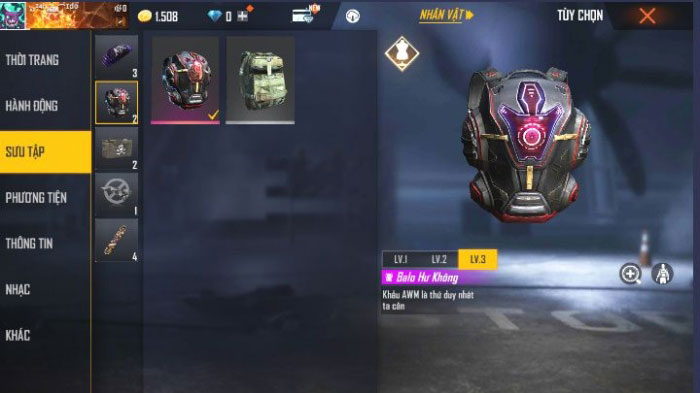 1.508
0
NEW
NHÂN VẬT
TÙY CHỌN
THỜI TRANG
HÀNH ĐỘNG
SƯU TẬP
PHƯƠNG TIỆN
THÔNG TIN
NHẠC
KHÁC
3
2
2
1
4
LV.1
LV.2
LV.3
Balo Hư Không
Khẩu AWM là thứ duy nhất
ta cần